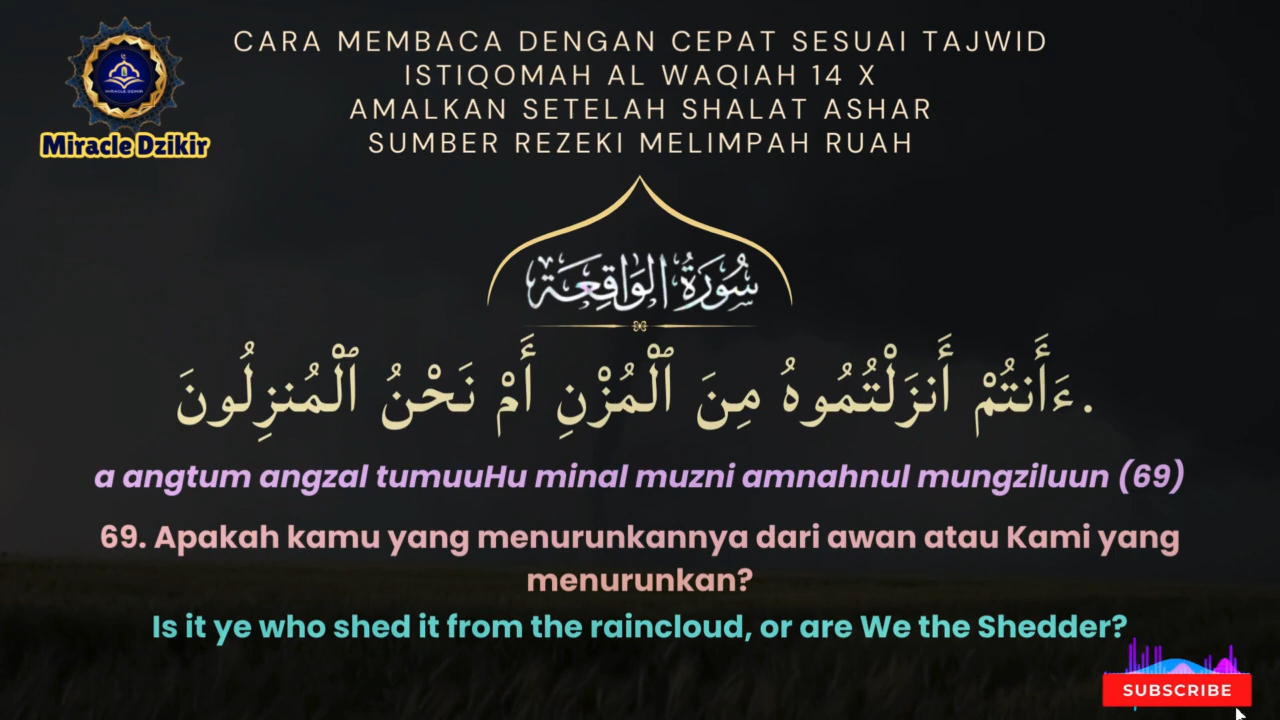 CARA MEMBACA DENGAN CEPAT SESUAI TAJWID
ISTIQOMAH AL WAQIAH 14 X
AMALKAN SETELAH SHALAT ASHAR
SUMBER REZEKI MELIMPAH RUAH
MIRACLE DZIKIR
Miracle Dzikir
سُورَةُ الوَاقِعَة
.ءَأَنتُمْ أَنزَلْتُمُوهُ مِنَ ٱلْمُزْنِ أَمْ نَحْنُ ٱلْمُنزِلُونَ
a angtum angzal tumuuHu minal muzni amnahnul mungziluun (69)
69. Apakah kamu yang menurunkannya dari awan atau Kami yang
menurunkan?
Is it ye who shed it from the raincloud, or are We the Shedder?
SUBSCRIBE